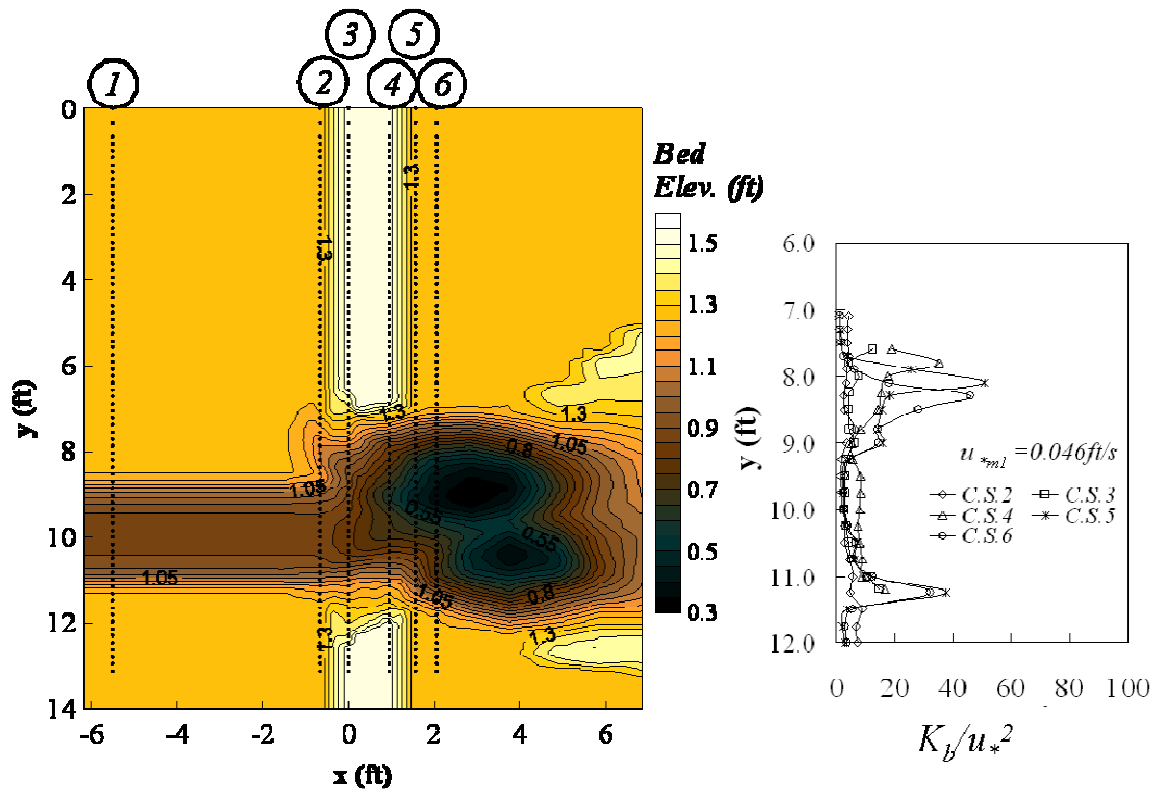 3 5
1 2 4 6
Bed
Elev. (ft)
0
2
4
6
8
10
12
14
y (ft)
-6 -4 -2 0 2 4 6
x (ft)
1.3
1.3
1.3
1.3
1.05
0.8
1.05
0.55
0.55
1.05
1.05
0.8
1.3
1.3
1.5
1.3
1.1
0.9
0.7
0.5
0.3
6.0
7.0
8.0
9.0
10.0
11.0
12.0
y (ft)
u*m1 =0.046ft/s
C.S.2 C.S.3
C.S.4 C.S.5
C.S.6
0 20 40 60 80 100
K_b/u_*^2